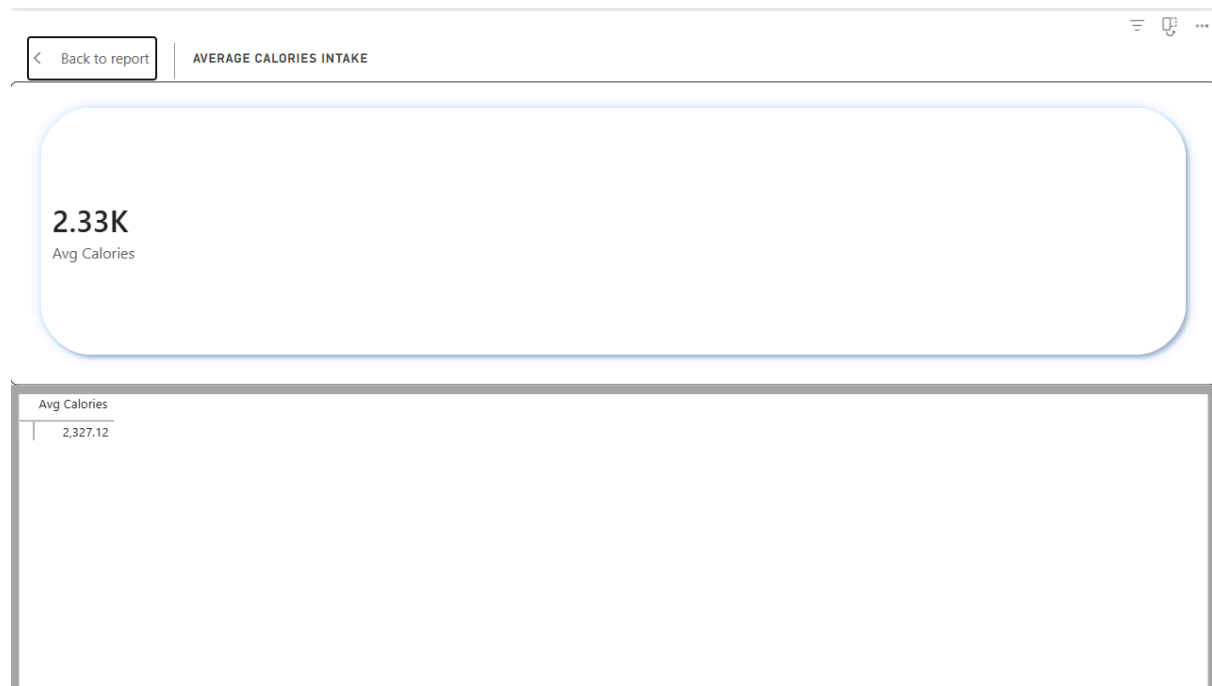 Back to report
AVERAGE CALORIES INTAKE
2.33K
Avg Calories
Avg Calories
2,327.12